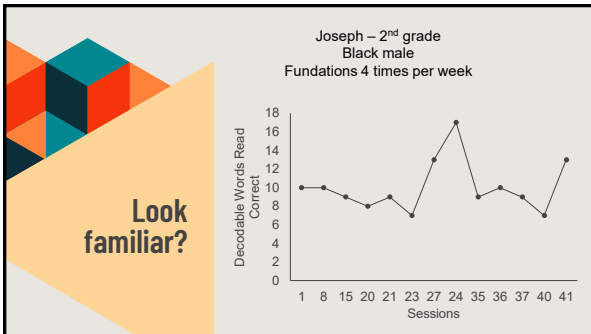 Joseph – 2nd grade
Black male
Fundations 4 times per week
Look
familiar?
Decodable Words Read
Correct
18
16
14
12
10
8
6
4
2
0
1 8 15 20 21 23 27 24 35 36 37 40 41
Sessions